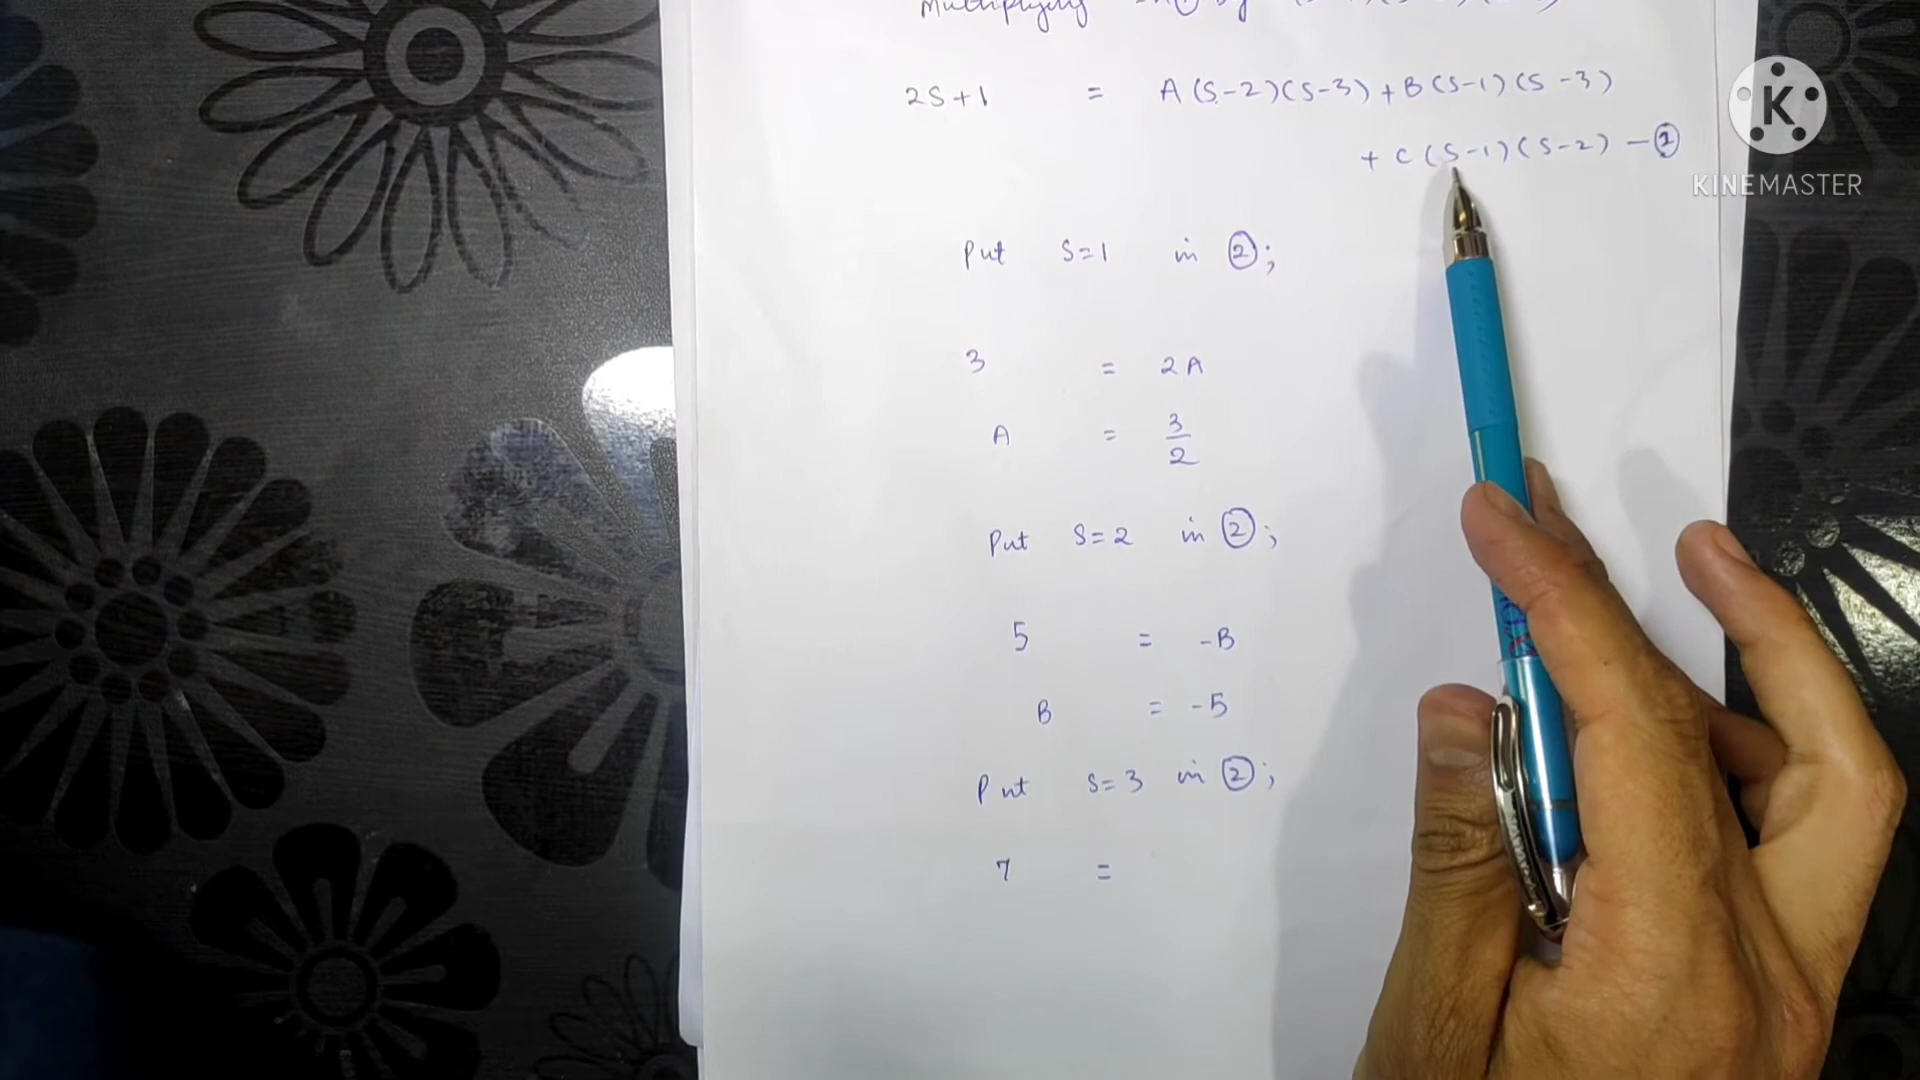 Multiplying
2S+1 = A(S-2)(S-3)+B(S-1)(S-3)
+ C(S-1)(S-2) - ②
K
KINEMASTER
Put S=1 in ②;
3 = 2A
A = 3/2
Put S=2 in ②;
5 = -B
B = -5
Put S=3 in ②;
7 =